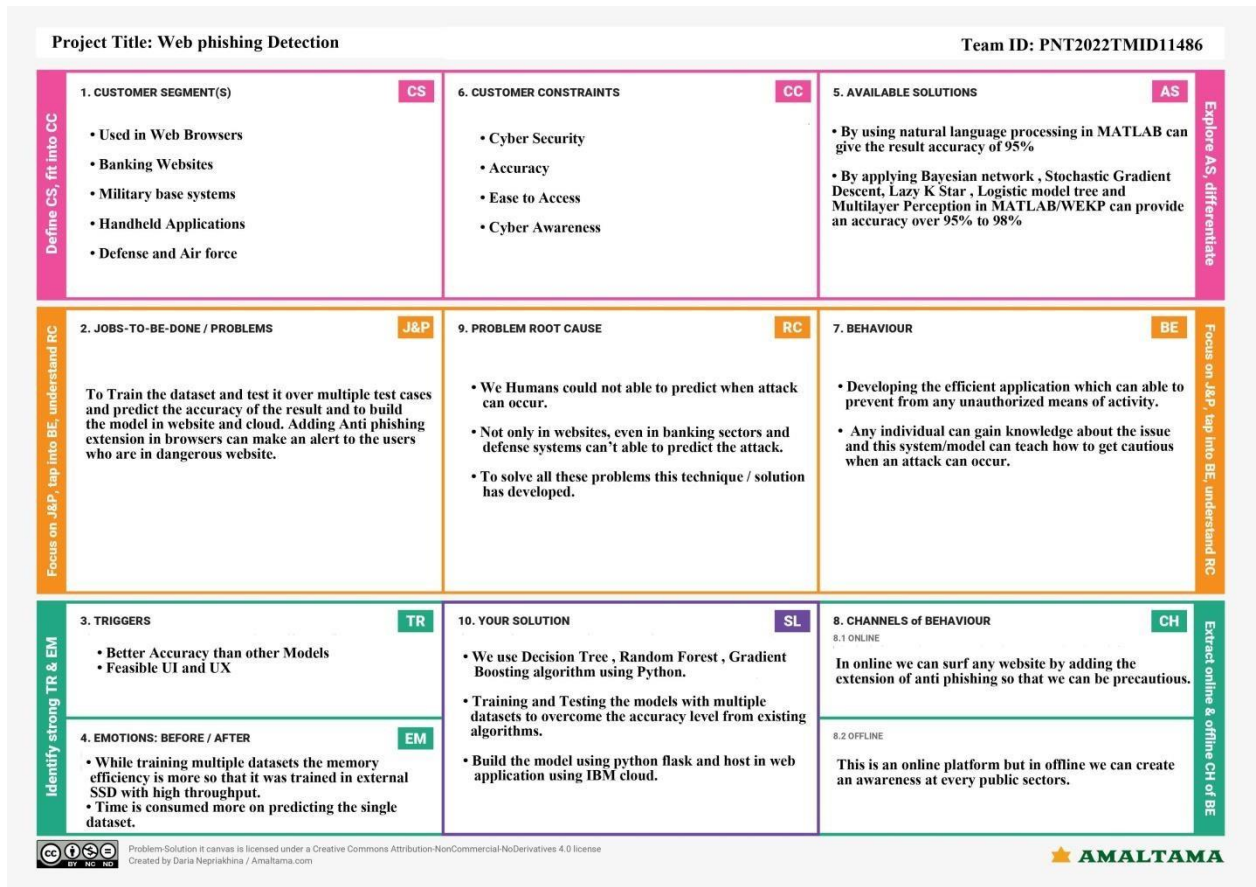 Project Title: Web phishing Detection
Team ID: PNT2022TMID11486
Define CS, fit into CC
1. CUSTOMER SEGMENT(S)
CS
• Used in Web Browsers
• Banking Websites
• Military base systems
• Handheld Applications
• Defense and Air force
6. CUSTOMER CONSTRAINTS
CC
• Cyber Security
• Accuracy
• Ease to Access
• Cyber Awareness
5. AVAILABLE SOLUTIONS
AS
• By using natural language processing in MATLAB can
give the result accuracy of 95%
• By applying Bayesian network , Stochastic Gradient
Descent, Lazy K Star , Logistic model tree and
Multilayer Perception in MATLAB/WEKP can provide
an accuracy over 95% to 98%
Explore AS, differentiate
Focus on J&P, tap into BE, understand RC
2. JOBS-TO-BE-DONE / PROBLEMS
J&P
To Train the dataset and test it over multiple test cases
and predict the accuracy of the result and to build
the model in website and cloud. Adding Anti phishing
extension in browsers can make an alert to the users
who are in dangerous website.
9. PROBLEM ROOT CAUSE
RC
• We Humans could not able to predict when attack
can occur.
• Not only in websites, even in banking sectors and
defense systems can't able to predict the attack.
• To solve all these problems this technique / solution
has developed.
7. BEHAVIOUR
BE
• Developing the efficient application which can able to
prevent from any unauthorized means of activity.
• Any individual can gain knowledge about the issue
and this system/model can teach how to get cautious
when an attack can occur.
Focus on J&P, tap into BE, understand RC
Identify strong TR & EM
3. TRIGGERS
TR
• Better Accuracy than other Models
• Feasible UI and UX
4. EMOTIONS: BEFORE / AFTER
EM
• While training multiple datasets the memory
efficiency is more so that it was trained in external
SSD with high throughput.
• Time is consumed more on predicting the single
dataset.
10. YOUR SOLUTION
SL
• We use Decision Tree , Random Forest , Gradient
Boosting algorithm using Python.
• Training and Testing the models with multiple
datasets to overcome the accuracy level from existing
algorithms.
• Build the model using python flask and host in web
application using IBM cloud.
8. CHANNELS of BEHAVIOUR
CH
8.1 ONLINE
In online we can surf any website by adding the
extension of anti phishing so that we can be precautious.
8.2 OFFLINE
This is an online platform but in offline we can create
an awareness at every public sectors.
Extract online & offline CH of BE
cc
BY NC ND
Problem-Solution it canvas is licensed under a Creative Commons Attribution-NonCommercial-NoDerivatives 4.0 license
Created by Daria Nepriakhina / Amaltama.com
AMALTAMA